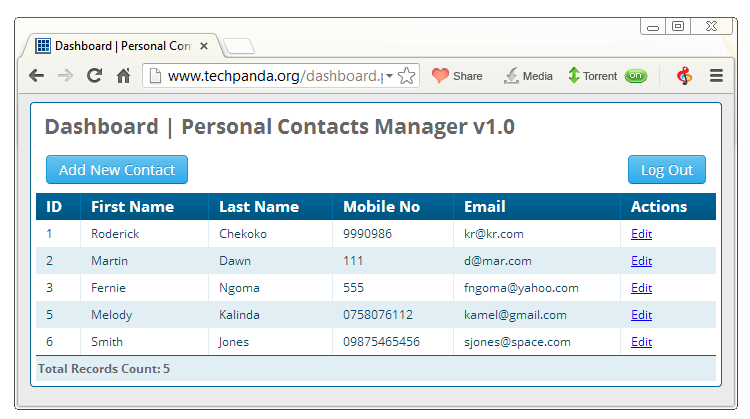 Dashboard | Personal Con
www.techpanda.org/dashboard.p Share Media Torrent on
Dashboard | Personal Contacts Manager v1.0
Add New Contact Log Out
ID First Name Last Name Mobile No Email Actions
1 Roderick Chekoko 9990986 kr@kr.com Edit
2 Martin Dawn 111 d@mar.com Edit
3 Fernie Ngoma 555 fngoma@yahoo.com Edit
5 Melody Kalinda 0758076112 kamel@gmail.com Edit
6 Smith Jones 09875465456 sjones@space.com Edit
Total Records Count: 5